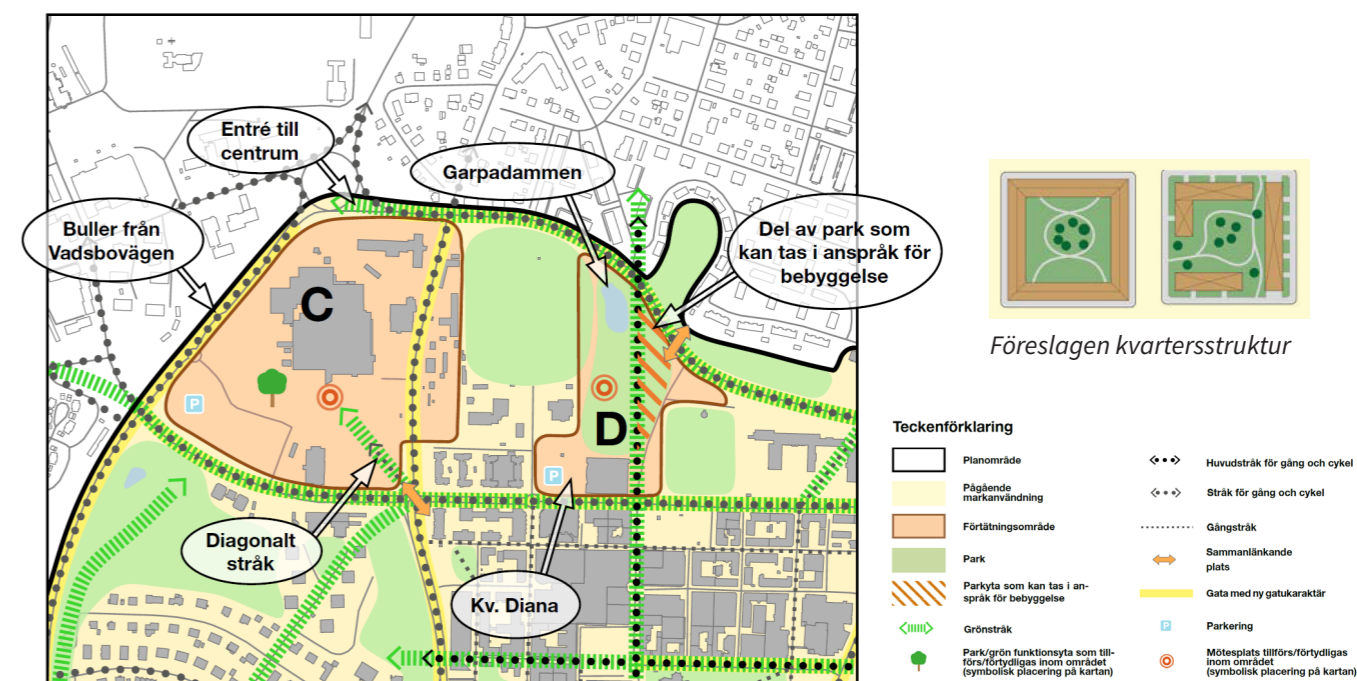 Entré till
centrum
Garpadammen
Buller från
Vadsbovägen
Del av park som
kan tas i anspråk för
bebyggelse
C
P
D
P
Diagonalt
stråk
Kv. Diana
Föreslagen kvartersstruktur
Teckenförklaring
Planområde
Pågående
markanvändning
Förtätningsområde
Park
Parkyta som kan tas i an-
språk för bebyggelse
Grönstråk
Park/grön funktionsyta som till-
förs/förtydligas inom området
(symbolisk placering på kartan)
Huvudstråk för gång och cykel
Stråk för gång och cykel
Gångstråk
Sammanlänkande
plats
Gata med ny gatukaraktär
P
Parkering
Mötesplats tillförs/förtydligas
inom området
(symbolisk placering på kartan)